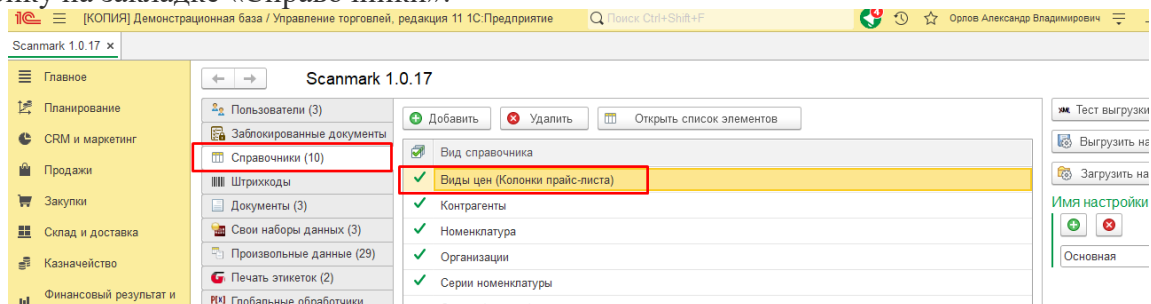 [КОПИЯ] Демонстрационная база / Управление торговлей, редакция 11 1С:Предприятие
Поиск Ctrl+Shift+F
4
Орлов Александр Владимирович
Scanmark 1.0.17 ×
Главное
Планирование
CRM и маркетинг
Продажи
Закупки
Склад и доставка
Казначейство
Финансовый результат и
Scanmark 1.0.17
Пользователи (3)
Заблокированные документы
Справочники (10)
Штрихкоды
Документы (3)
Свои наборы данных (3)
Произвольные данные (29)
Печать этикеток (2)
Глобальные обработчики
Добавить
Удалить
Открыть список элементов
Вид справочника
Виды цен (Колонки прайс-листа)
Контрагенты
Номенклатура
Организации
Серии номенклатуры
Тест выгрузки
Выгрузить на
Загрузить на
Имя настройки
Основная